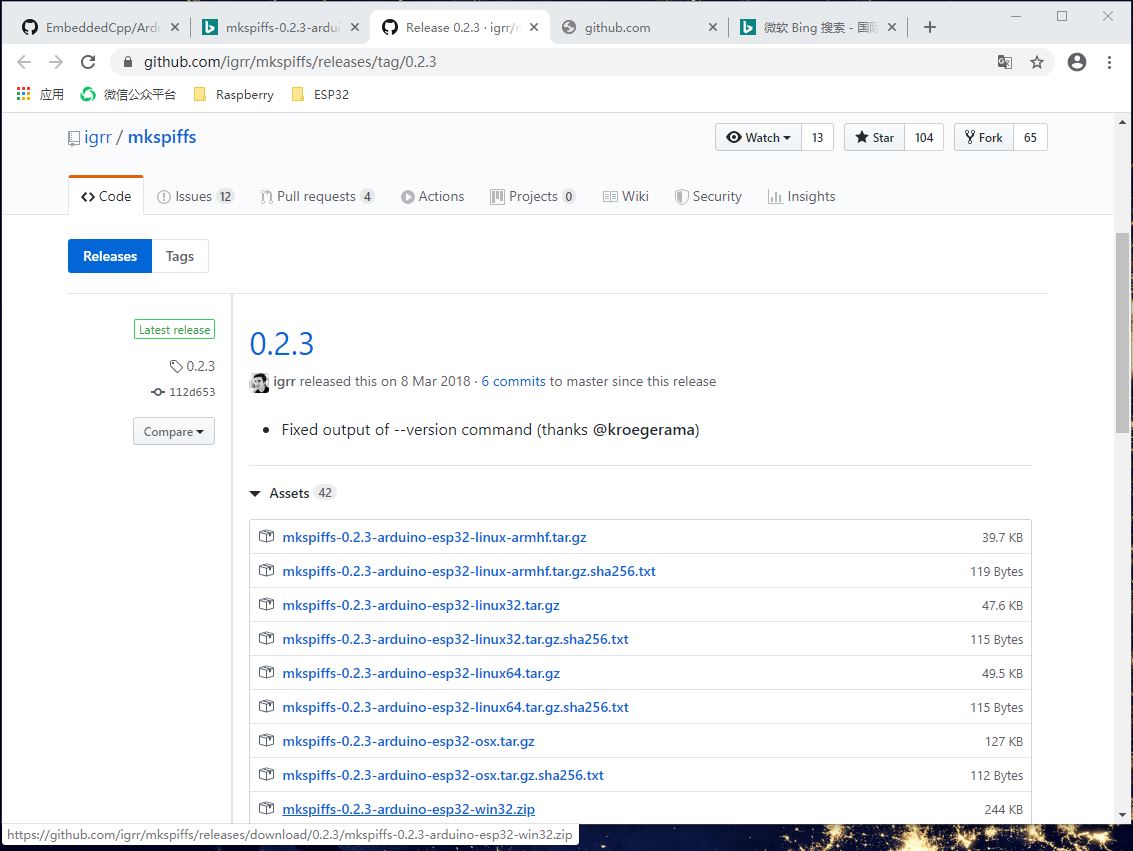 EmbeddedCpp/Ardu
mkspiffs-0.2.3-ardui
Release 0.2.3 · igrr/m
github.com
微软 Bing 搜索 - 国际
github.com/igrr/mkspiffs/releases/tag/0.2.3
应用
微信公众平台
Raspberry
ESP32
igrr / mkspiffs
Watch 13
Star 104
Fork 65
Code
Issues 12
Pull requests 4
Actions
Projects 0
Wiki
Security
Insights
Releases
Tags
Latest release
0.2.3
112d653
Compare
0.2.3
igrr released this on 8 Mar 2018 · 6 commits to master since this release
• Fixed output of --version command (thanks @kroegerama)
Assets 42
mkspiffs-0.2.3-arduino-esp32-linux-armhf.tar.gz 39.7 KB
mkspiffs-0.2.3-arduino-esp32-linux-armhf.tar.gz.sha256.txt 119 Bytes
mkspiffs-0.2.3-arduino-esp32-linux32.tar.gz 47.6 KB
mkspiffs-0.2.3-arduino-esp32-linux32.tar.gz.sha256.txt 115 Bytes
mkspiffs-0.2.3-arduino-esp32-linux64.tar.gz 49.5 KB
mkspiffs-0.2.3-arduino-esp32-linux64.tar.gz.sha256.txt 115 Bytes
mkspiffs-0.2.3-arduino-esp32-osx.tar.gz 127 KB
mkspiffs-0.2.3-arduino-esp32-osx.tar.gz.sha256.txt 112 Bytes
mkspiffs-0.2.3-arduino-esp32-win32.zip 244 KB
https://github.com/igrr/mkspiffs/releases/download/0.2.3/mkspiffs-0.2.3-arduino-esp32-win32.zip